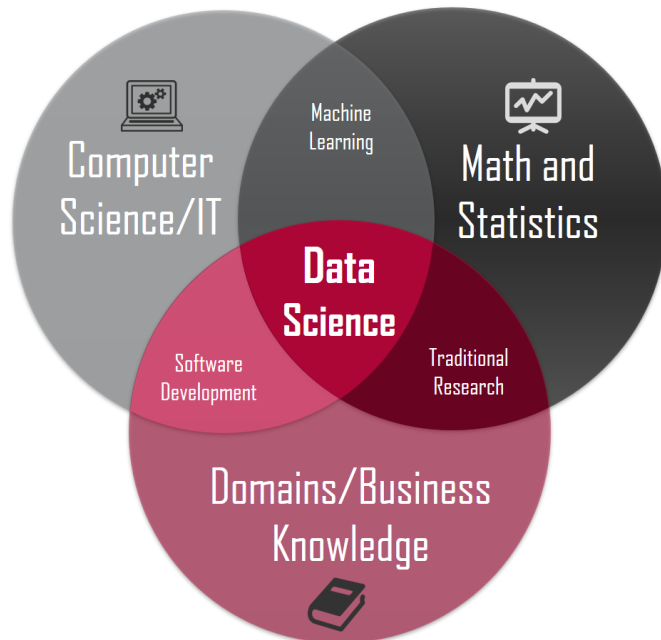 Machine
Learning
Computer
Science/IT
Math and
Statistics
Data
Science
Software
Development
Traditional
Research
Domains/Business
Knowledge